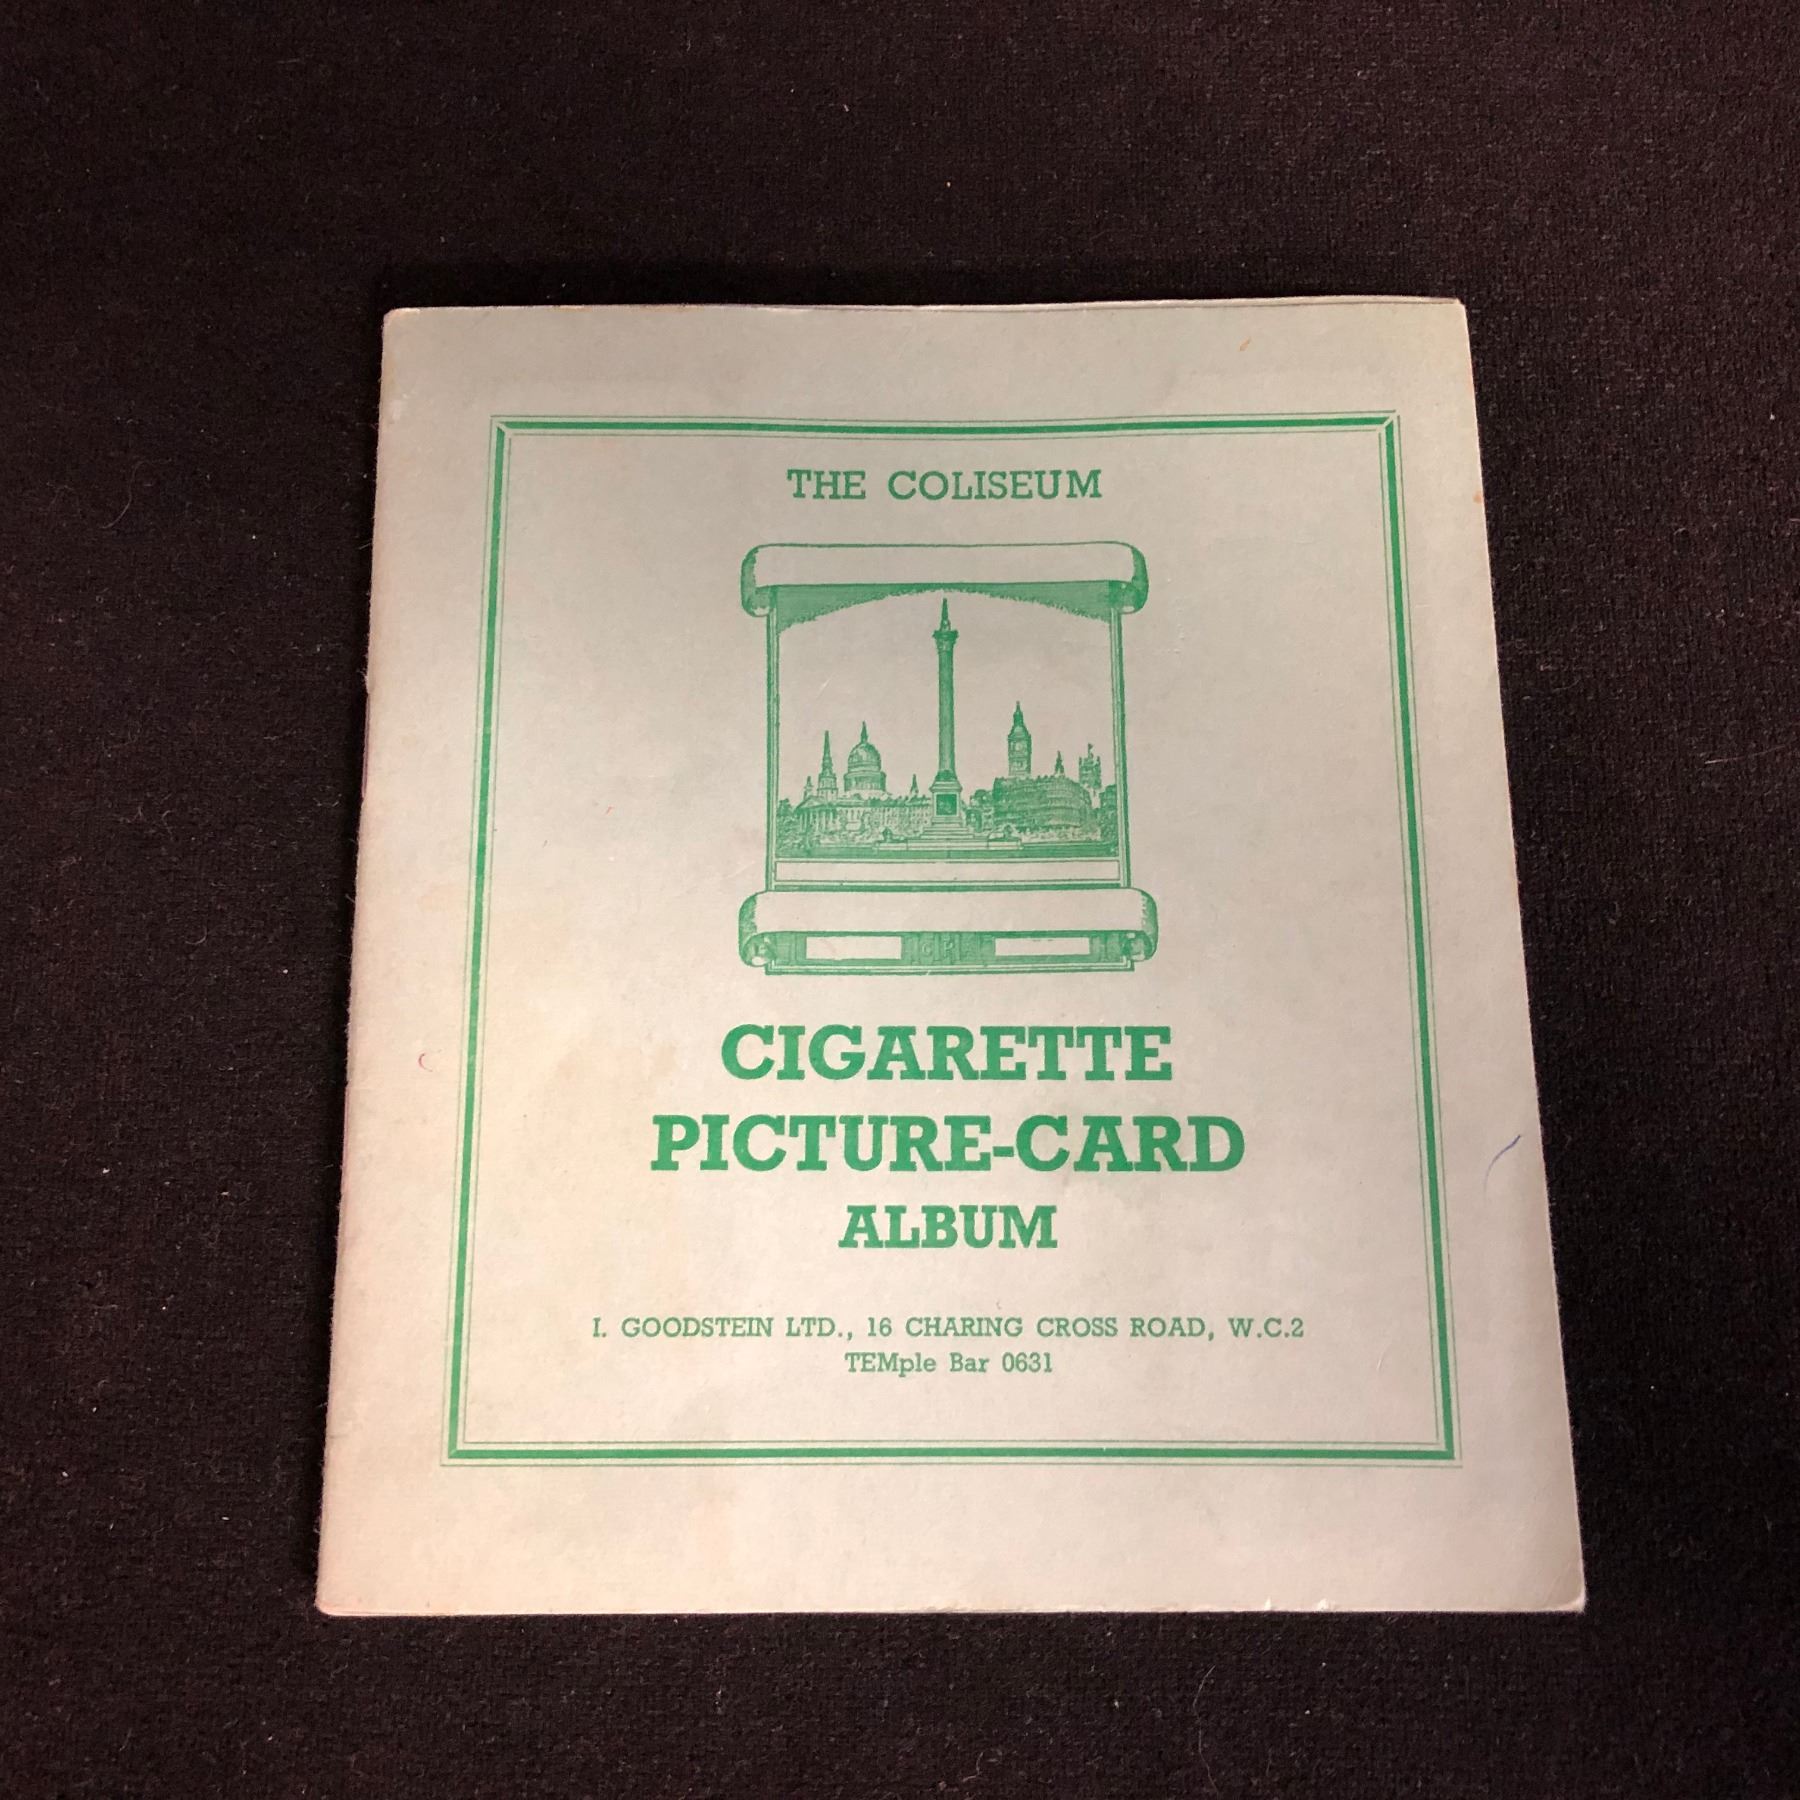 THE COLISEUM
CIGARETTE
PICTURE-CARD
ALBUM
I. GOODSTEIN LTD., 16 CHARING CROSS ROAD, W.C.2
TEMple Bar 0631